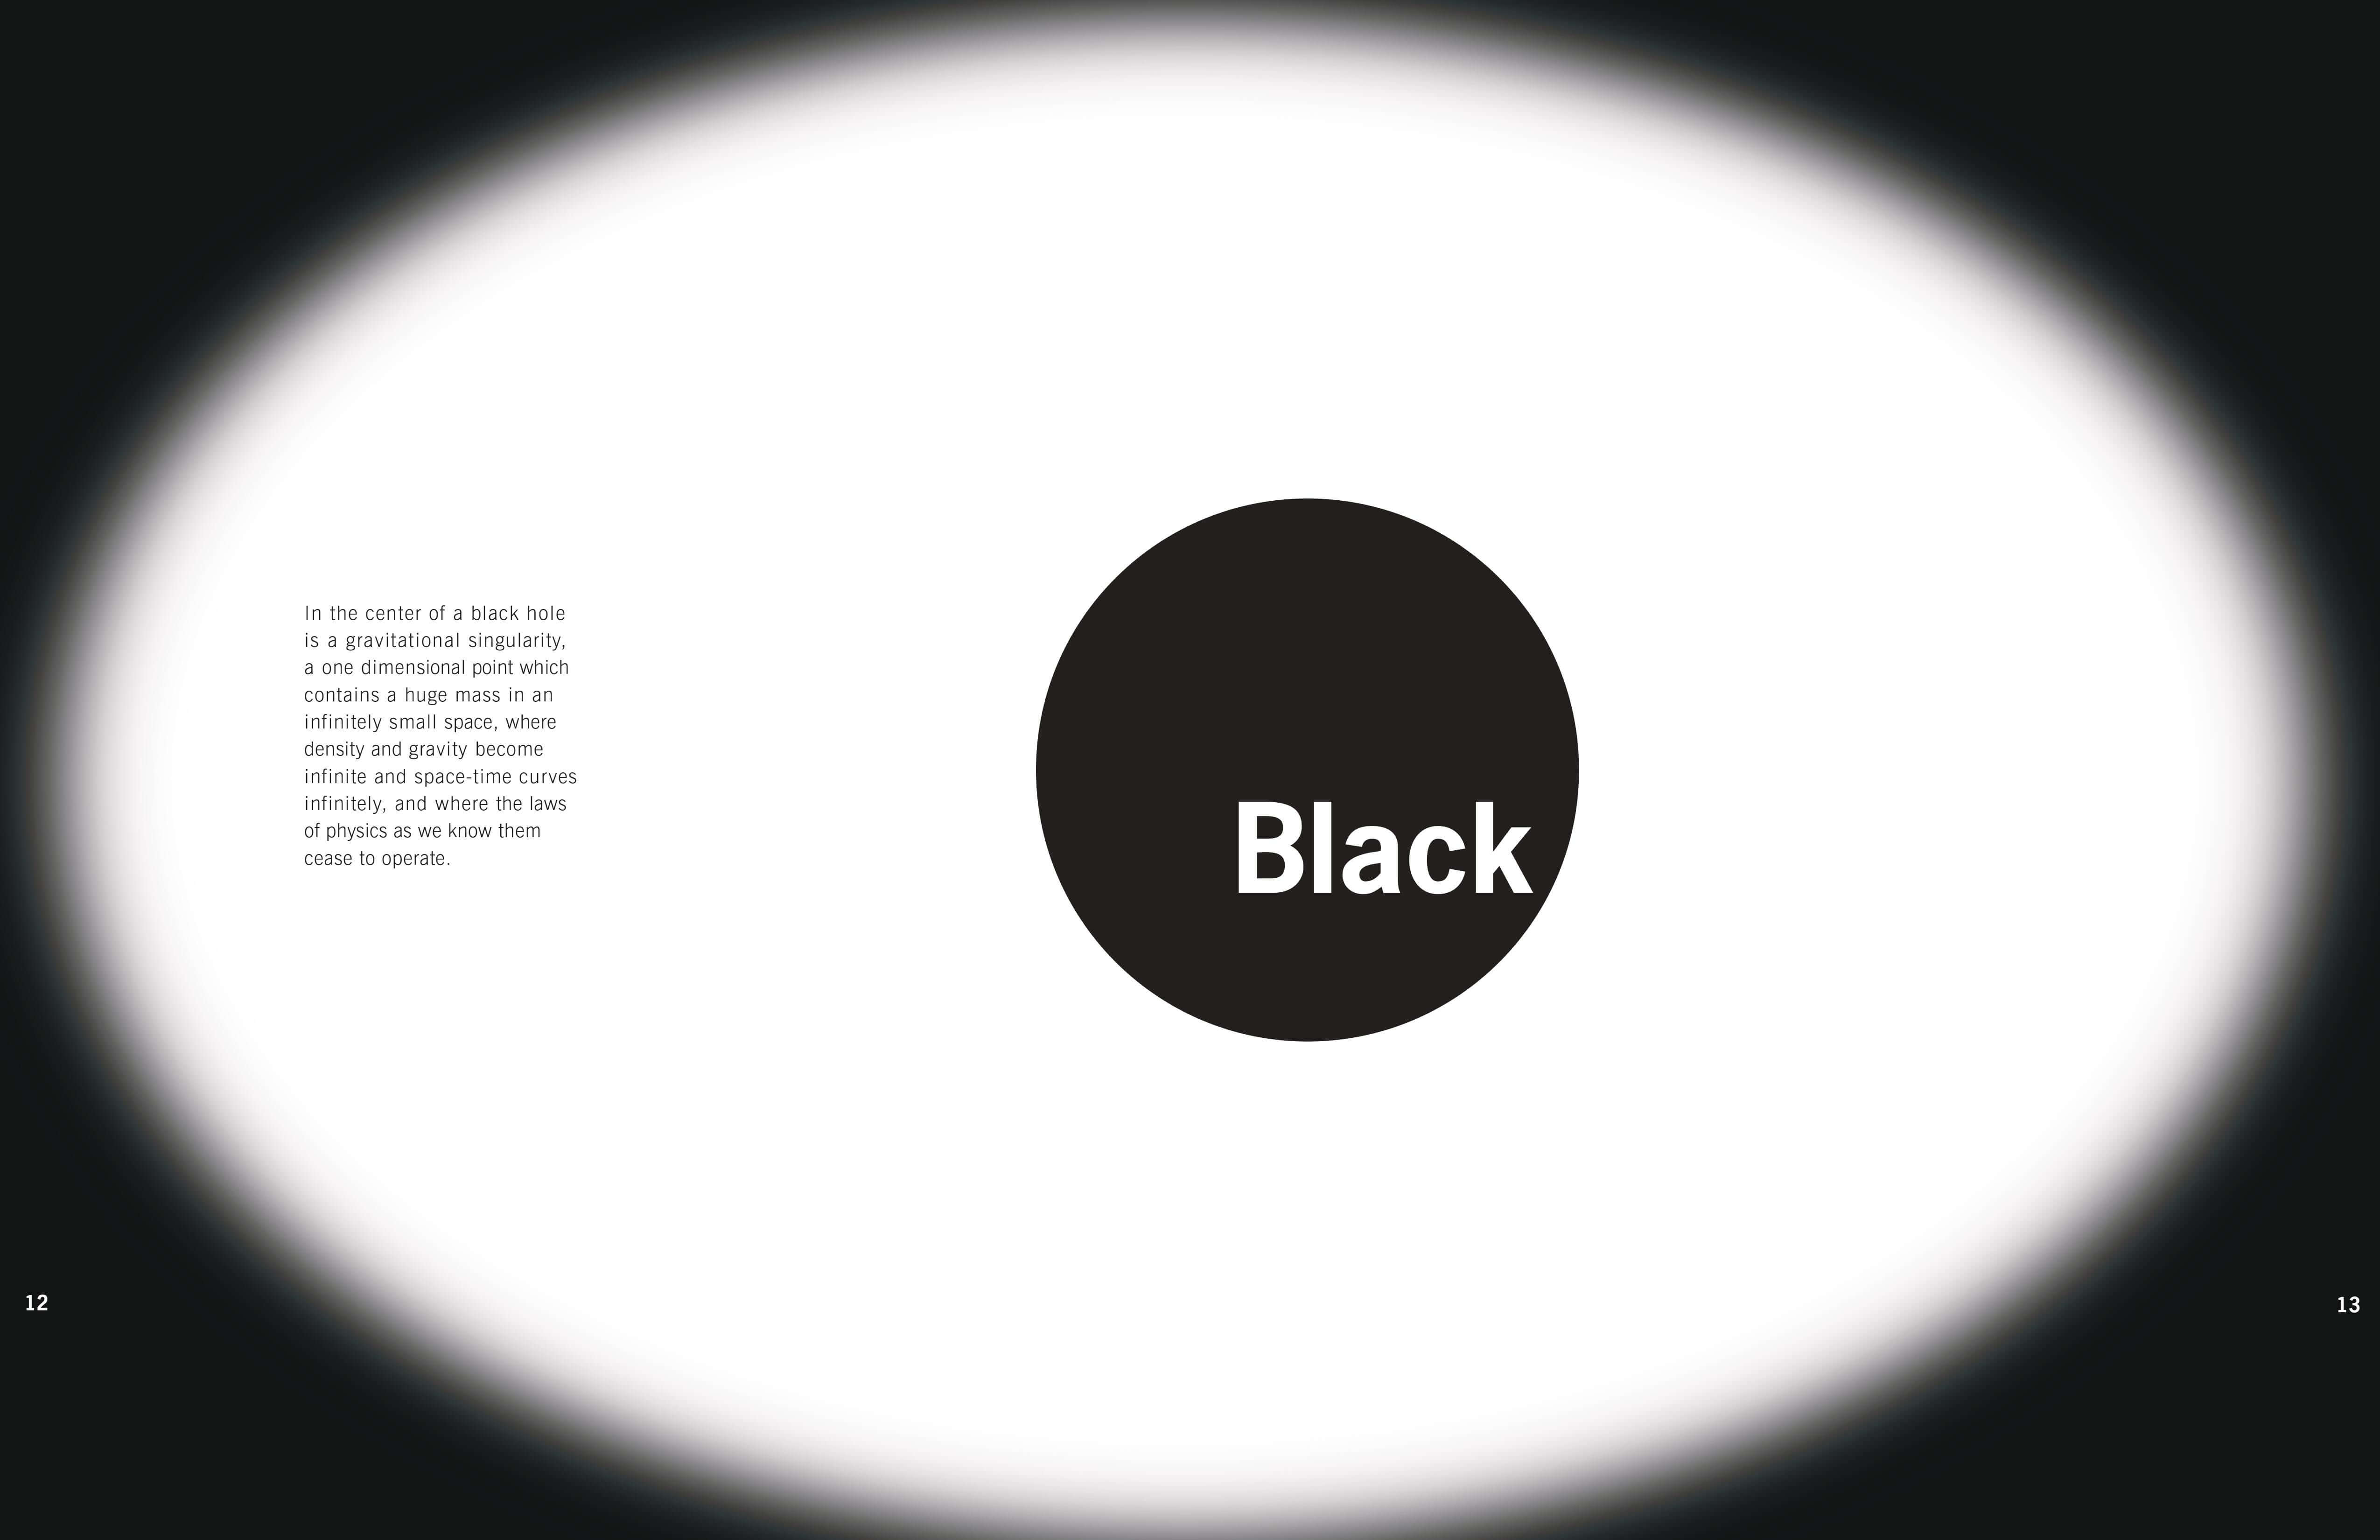 In the center of a black hole
is a gravitational singularity,
a one dimensional point which
contains a huge mass in an
infinitely small space, where
density and gravity become
infinite and space-time curves
infinitely, and where the laws
of physics as we know them
cease to operate.
Black
12
13